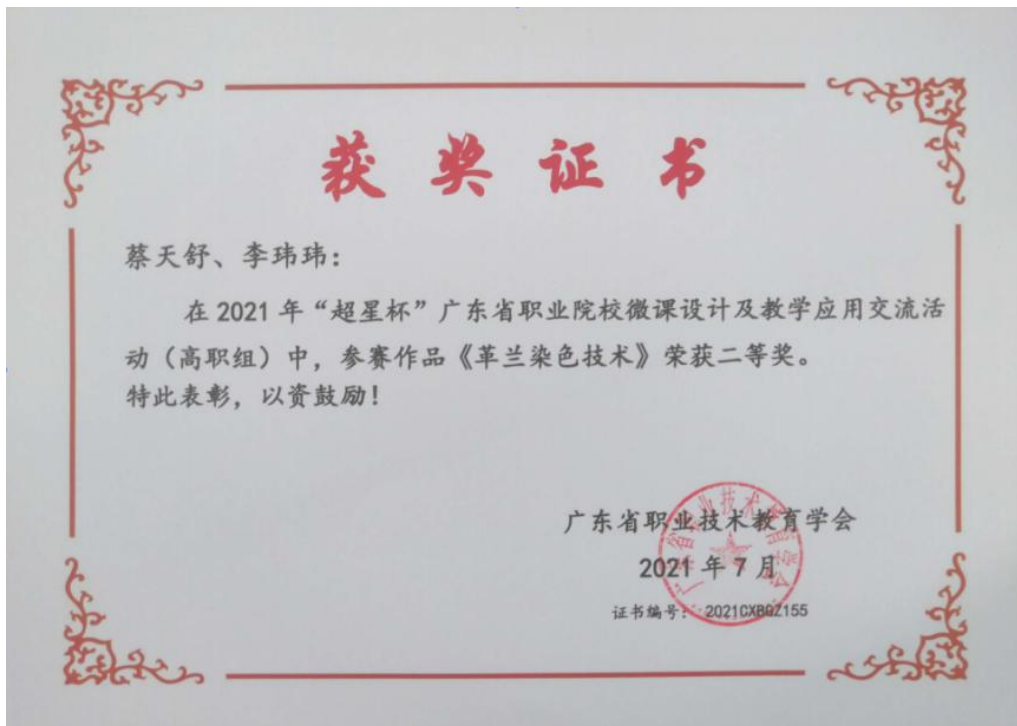 获奖证书
蔡天舒、李玮玮：
在2021年“超星杯”广东省职业院校微课设计及教学应用交流活
动（高职组）中，参赛作品《革兰染色技术》荣获二等奖。
特此表彰，以资鼓励！
广东省职业技术教育学会
2021年7月
证书编号：2021CXBGZ155